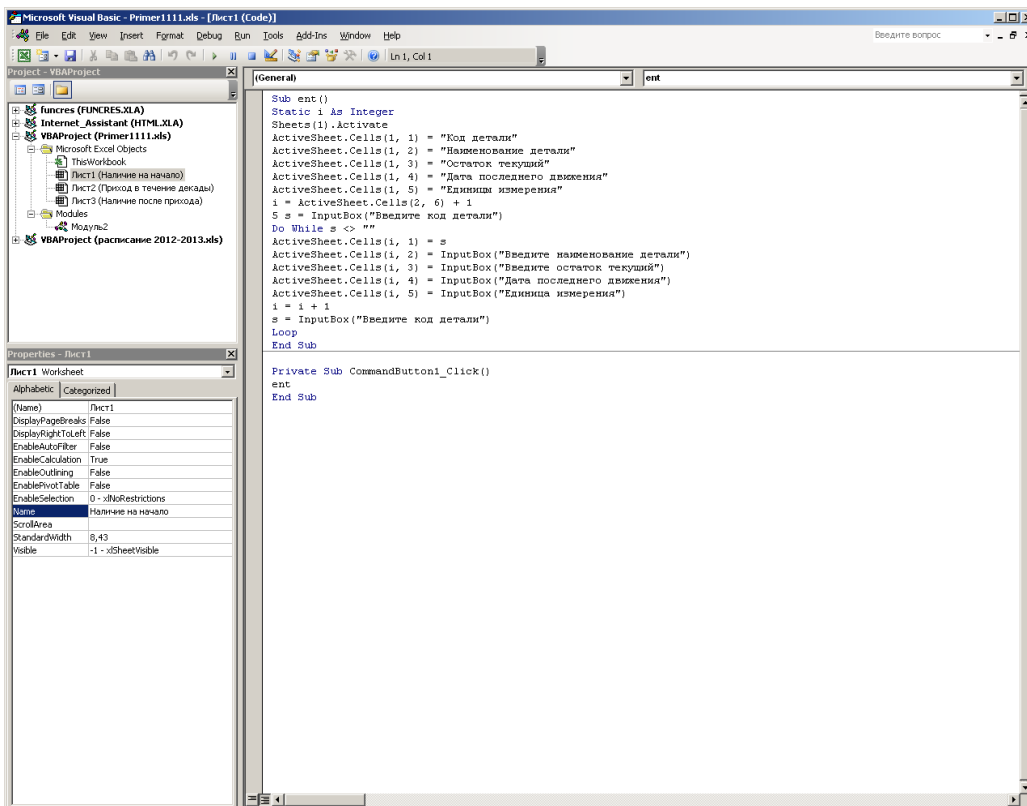 Microsoft Visual Basic - Primer1111.xls - [Лист1 (Code)]
File Edit View Insert Format Debug Run Tools Add-Ins Window Help
Введите вопрос
Ln 1, Col 1
Project - VBAProject
funcres (FUNCRES.XLA)
Internet_Assistant (HTML.XLA)
VBAProject (Primer1111.xls)
Microsoft Excel Objects
ThisWorkbook
Лист1 (Наличие на начало)
Лист2 (Приход в течение декады)
Лист3 (Наличие после прихода)
Modules
Модуль2
VBAProject (расписание 2012-2013.xls)
Properties - Лист1
Лист1 Worksheet
Alphabetic Categorized
(Name) Лист1
DisplayPageBreaks False
DisplayRightToLeft False
EnableAutoFilter False
EnableCalculation True
EnableOutlining False
EnablePivotTable False
EnableSelection 0 - xlNoRestrictions
Name Наличие на начало
ScrollArea
StandardWidth 8,43
Visible -1 - xlSheetVisible
(General) ent
Sub ent()
Static i As Integer
Sheets(1).Activate
ActiveSheet.Cells(1, 1) = "Код детали"
ActiveSheet.Cells(1, 2) = "Наименование детали"
ActiveSheet.Cells(1, 3) = "Остаток текущий"
ActiveSheet.Cells(1, 4) = "Дата последнего движения"
ActiveSheet.Cells(1, 5) = "Единицы измерения"
i = ActiveSheet.Cells(2, 6) + 1
5 s = InputBox("Введите код детали")
Do While s <> ""
ActiveSheet.Cells(i, 1) = s
ActiveSheet.Cells(i, 2) = InputBox("Введите наименование детали")
ActiveSheet.Cells(i, 3) = InputBox("Введите остаток текущий")
ActiveSheet.Cells(i, 4) = InputBox("Дата последнего движения")
ActiveSheet.Cells(i, 5) = InputBox("Единица измерения")
i = i + 1
s = InputBox("Введите код детали")
Loop
End Sub
Private Sub CommandButton1_Click()
ent
End Sub